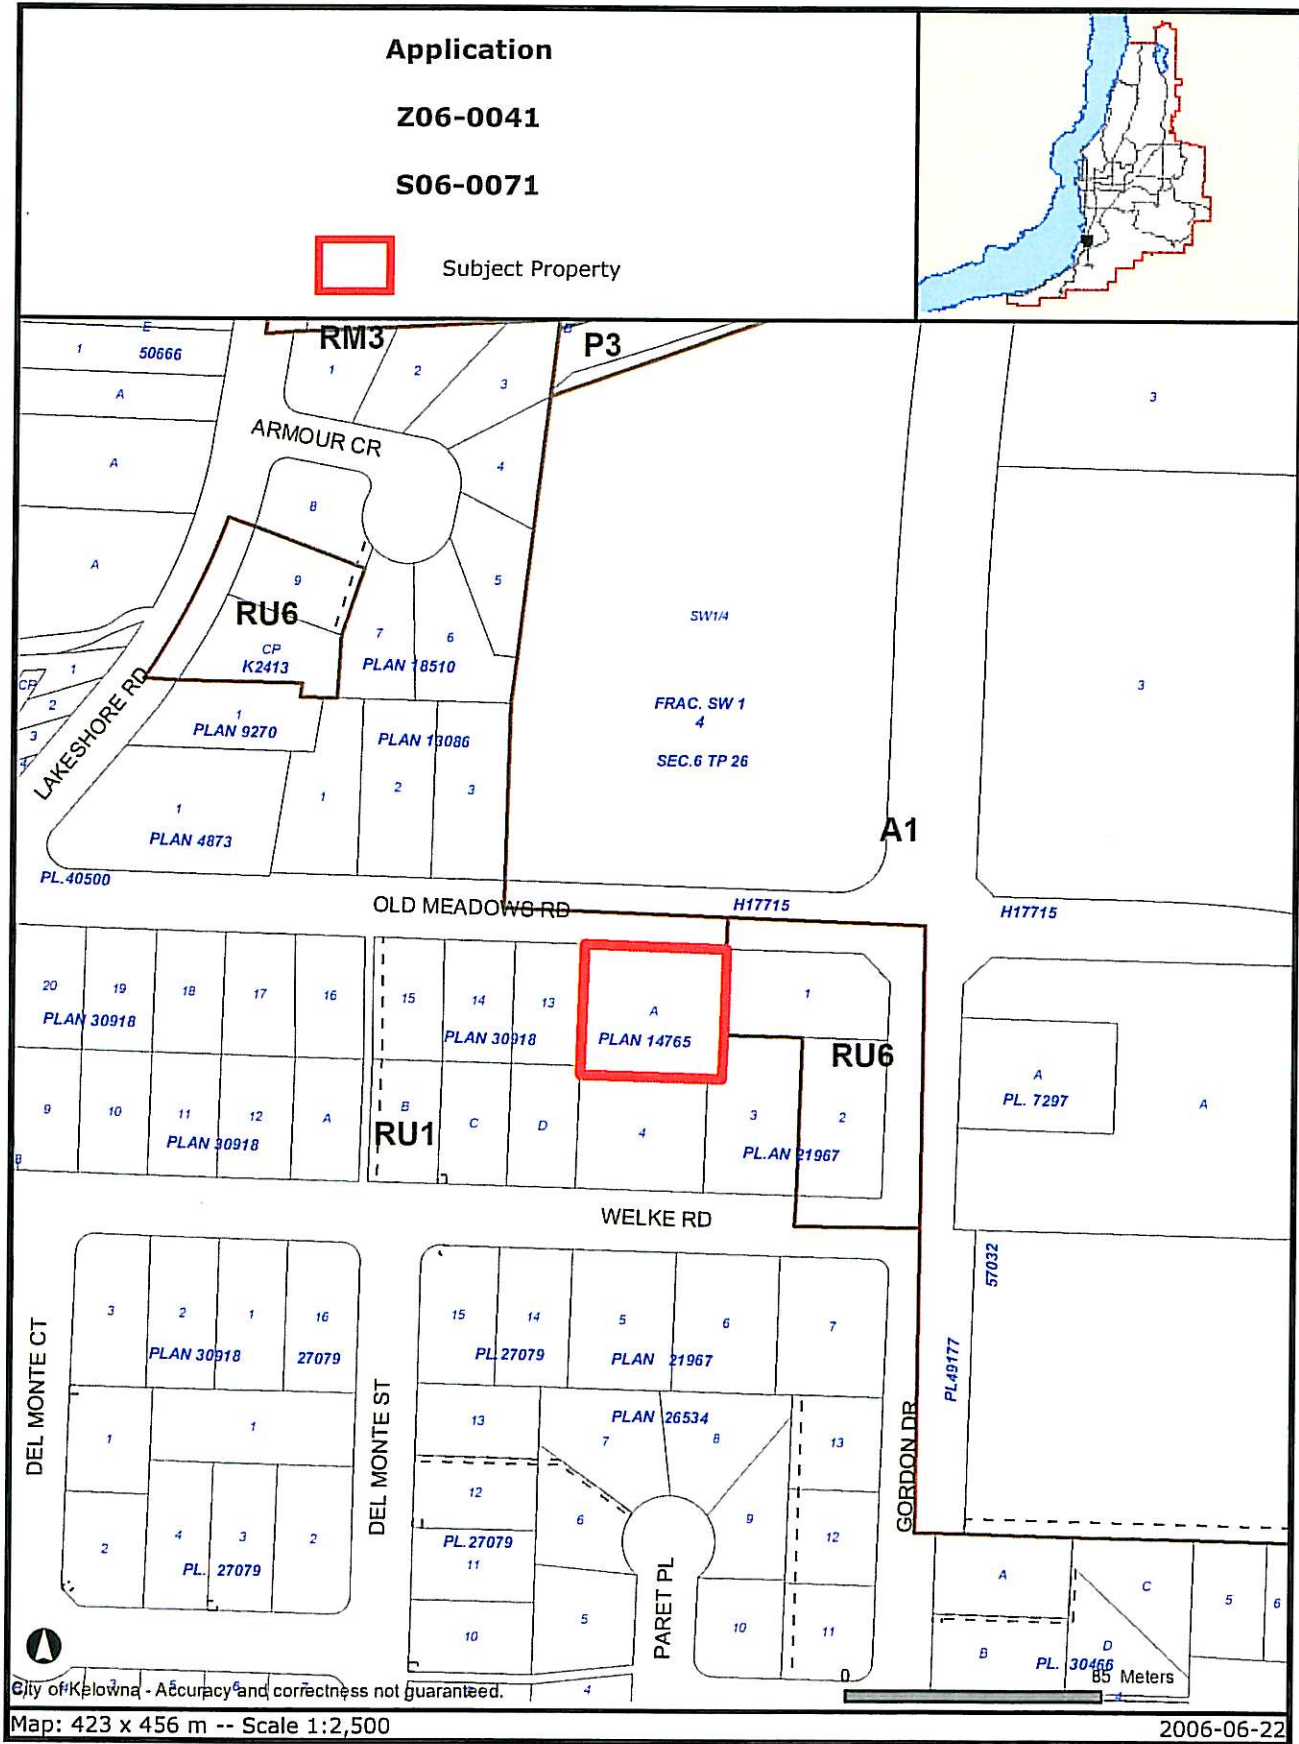 Application
Z06-0041
S06-0071
Subject Property
RM3
P3
E
B
1
50666
1
2
3
3
A
ARMOUR CR
A
4
B
A
9
5
RU6
SW1/4
7
6
CP
K2413
PLAN 18510
1
CP
2
3
4
LAKESHORE RD
1
PLAN 9270
PLAN 13086
FRAC. SW 1
4
SEC.6 TP 26
3
1
2
3
1
PLAN 4873
A1
PL.40500
OLD MEADOWS RD
H17715
H17715
20
19
18
17
16
15
14
13
A
1
PLAN 30918
PLAN 30918
PLAN 14765
RU6
A
PL. 7297
A
9
10
11
12
A
B
C
D
4
3
2
PLAN 30918
RU1
PL.AN 21967
B
WELKE RD
57032
3
2
1
16
15
14
5
6
7
PLAN 30918
27079
PL.27079
PLAN 21967
PL49177
DEL MONTE CT
DEL MONTE ST
GORDON DR
1
1
13
PLAN 26534
7
8
13
12
6
9
12
2
4
3
2
PL. 27079
PL.27079
11
PARET PL
A
C
5
6
10
5
10
11
B
D
PL. 30466
0
85 Meters
3
5
6
4
4
City of Kelowna - Accuracy and correctness not guaranteed.
Map: 423 x 456 m -- Scale 1:2,500
2006-06-22